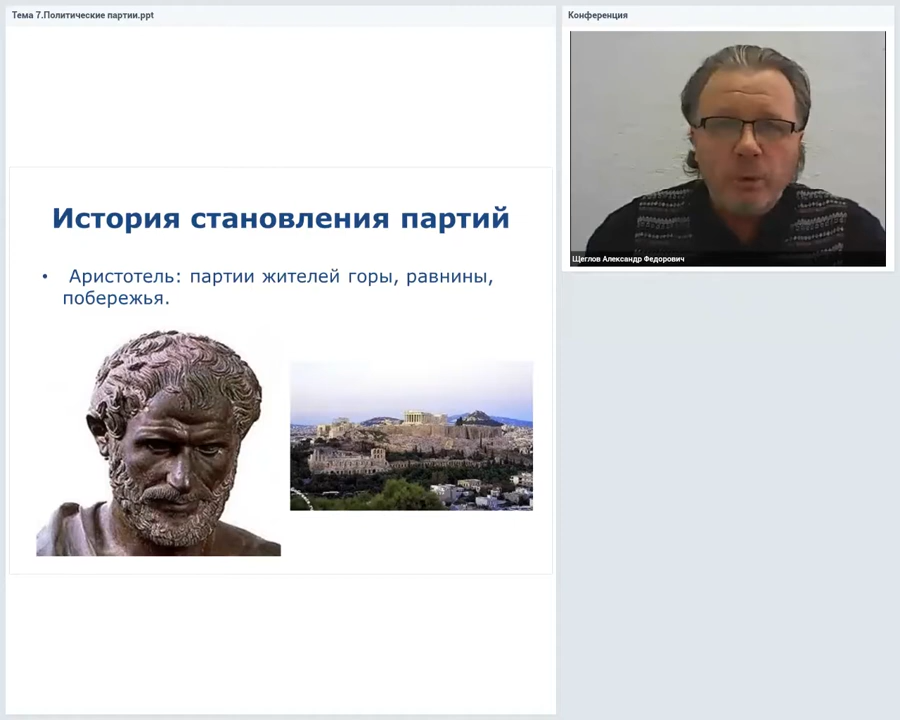 Тема 7.Политические партии.ppt
Конференция
Щеглов Александр Федорович
История становления партий
• Аристотель: партии жителей горы, равнины,
побережья.